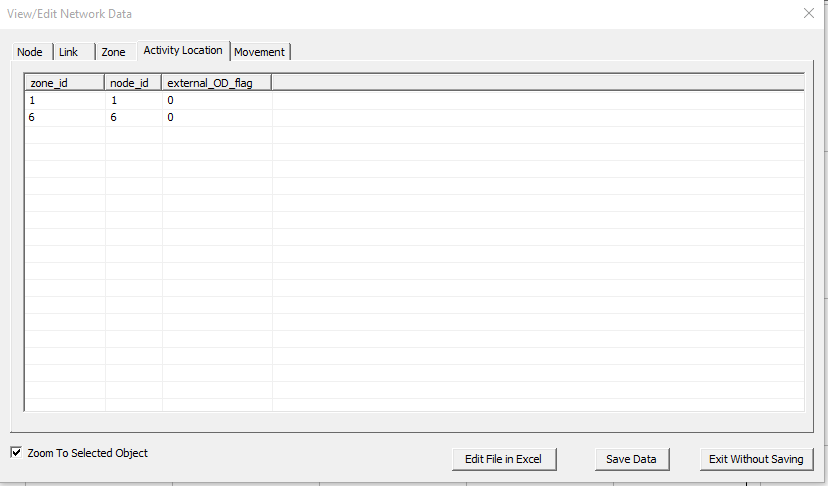 View/Edit Network Data
Node Link Zone Activity Location Movement
zone_id node_id external_OD_flag
1 1 0
6 6 0
Zoom To Selected Object Edit File in Excel Save Data Exit Without Saving